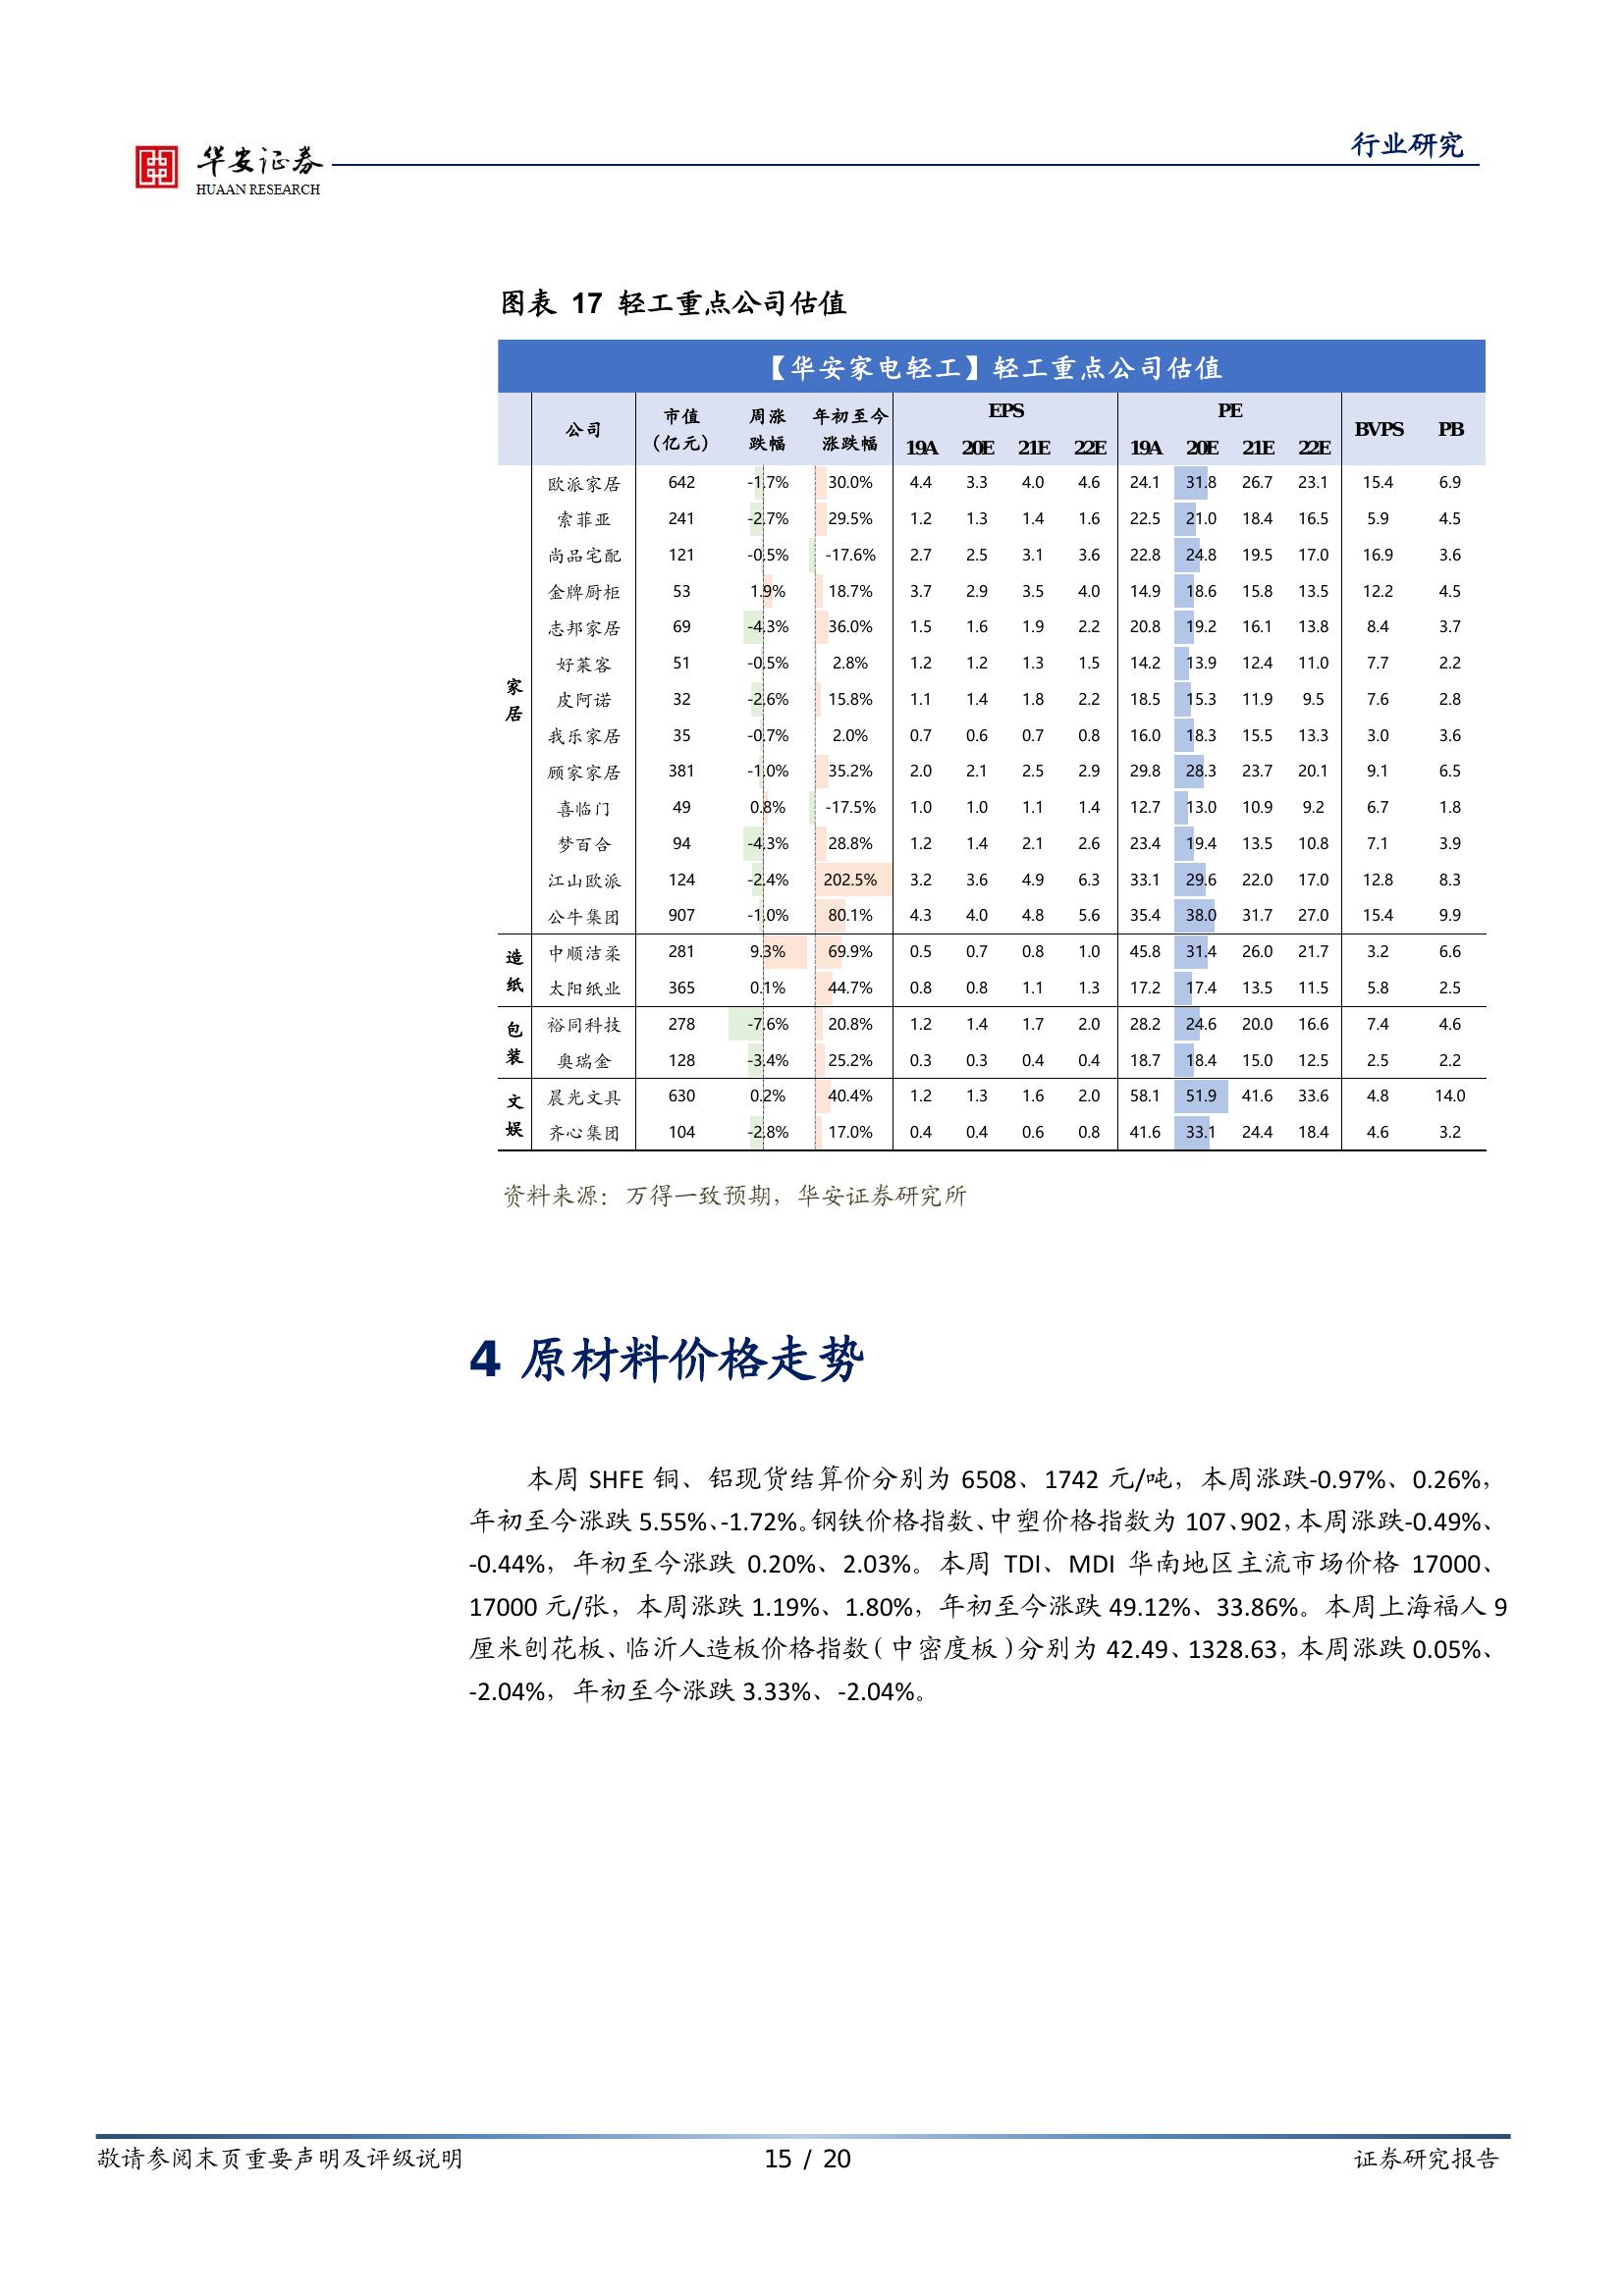 华安证券
HUAAN RESEARCH
行业研究
图表 17 轻工重点公司估值
【华安家电轻工】轻工重点公司估值
公司 市值(亿元) 周涨跌幅 年初至今涨跌幅 EPS PE BVPS PB
19A 20E 21E 22E 19A 20E 21E 22E
家居
欧派家居 642 -1.7% 30.0% 4.4 3.3 4.0 4.6 24.1 31.8 26.7 23.1 15.4 6.9
索菲亚 241 -2.7% 29.5% 1.2 1.3 1.4 1.6 22.5 21.0 18.4 16.5 5.9 4.5
尚品宅配 121 -0.5% -17.6% 2.7 2.5 3.1 3.6 22.8 24.8 19.5 17.0 16.9 3.6
金牌厨柜 53 1.9% 18.7% 3.7 2.9 3.5 4.0 14.9 18.6 15.8 13.5 12.2 4.5
志邦家居 69 -4.3% 36.0% 1.5 1.6 1.9 2.2 20.8 19.2 16.1 13.8 8.4 3.7
好莱客 51 -0.5% 2.8% 1.2 1.2 1.3 1.5 14.2 13.9 12.4 11.0 7.7 2.2
皮阿诺 32 -2.6% 15.8% 1.1 1.4 1.8 2.2 18.5 15.3 11.9 9.5 7.6 2.8
我乐家居 35 -0.7% 2.0% 0.7 0.6 0.7 0.8 16.0 18.3 15.5 13.3 3.0 3.6
顾家家居 381 -1.0% 35.2% 2.0 2.1 2.5 2.9 29.8 28.3 23.7 20.1 9.1 6.5
喜临门 49 0.8% -17.5% 1.0 1.0 1.1 1.4 12.7 13.0 10.9 9.2 6.7 1.8
梦百合 94 -4.3% 28.8% 1.2 1.4 2.1 2.6 23.4 19.4 13.5 10.8 7.1 3.9
江山欧派 124 -2.4% 202.5% 3.2 3.6 4.9 6.3 33.1 29.6 22.0 17.0 12.8 8.3
公牛集团 907 -1.0% 80.1% 4.3 4.0 4.8 5.6 35.4 38.0 31.7 27.0 15.4 9.9
造纸
中顺洁柔 281 9.3% 69.9% 0.5 0.7 0.8 1.0 45.8 31.4 26.0 21.7 3.2 6.6
太阳纸业 365 0.1% 44.7% 0.8 0.8 1.1 1.3 17.2 17.4 13.5 11.5 5.8 2.5
包装
裕同科技 278 -7.6% 20.8% 1.2 1.4 1.7 2.0 28.2 24.6 20.0 16.6 7.4 4.6
奥瑞金 128 -3.4% 25.2% 0.3 0.3 0.4 0.4 18.7 18.4 15.0 12.5 2.5 2.2
文娱
晨光文具 630 0.2% 40.4% 1.2 1.3 1.6 2.0 58.1 51.9 41.6 33.6 4.8 14.0
齐心集团 104 -2.8% 17.0% 0.4 0.4 0.6 0.8 41.6 33.1 24.4 18.4 4.6 3.2
资料来源：万得一致预期，华安证券研究所
4 原材料价格走势
本周 SHFE 铜、铝现货结算价分别为 6508、1742 元/吨，本周涨跌-0.97%、0.26%，
年初至今涨跌 5.55%、-1.72%。钢铁价格指数、中塑价格指数为 107、902，本周涨跌-0.49%、
-0.44%，年初至今涨跌 0.20%、2.03%。本周 TDI、MDI 华南地区主流市场价格 17000、
17000 元/张，本周涨跌 1.19%、1.80%，年初至今涨跌 49.12%、33.86%。本周上海福人 9
厘米刨花板、临沂人造板价格指数（中密度板）分别为 42.49、1328.63，本周涨跌 0.05%、
-2.04%，年初至今涨跌 3.33%、-2.04%。
敬请参阅末页重要声明及评级说明
15 / 20
证券研究报告